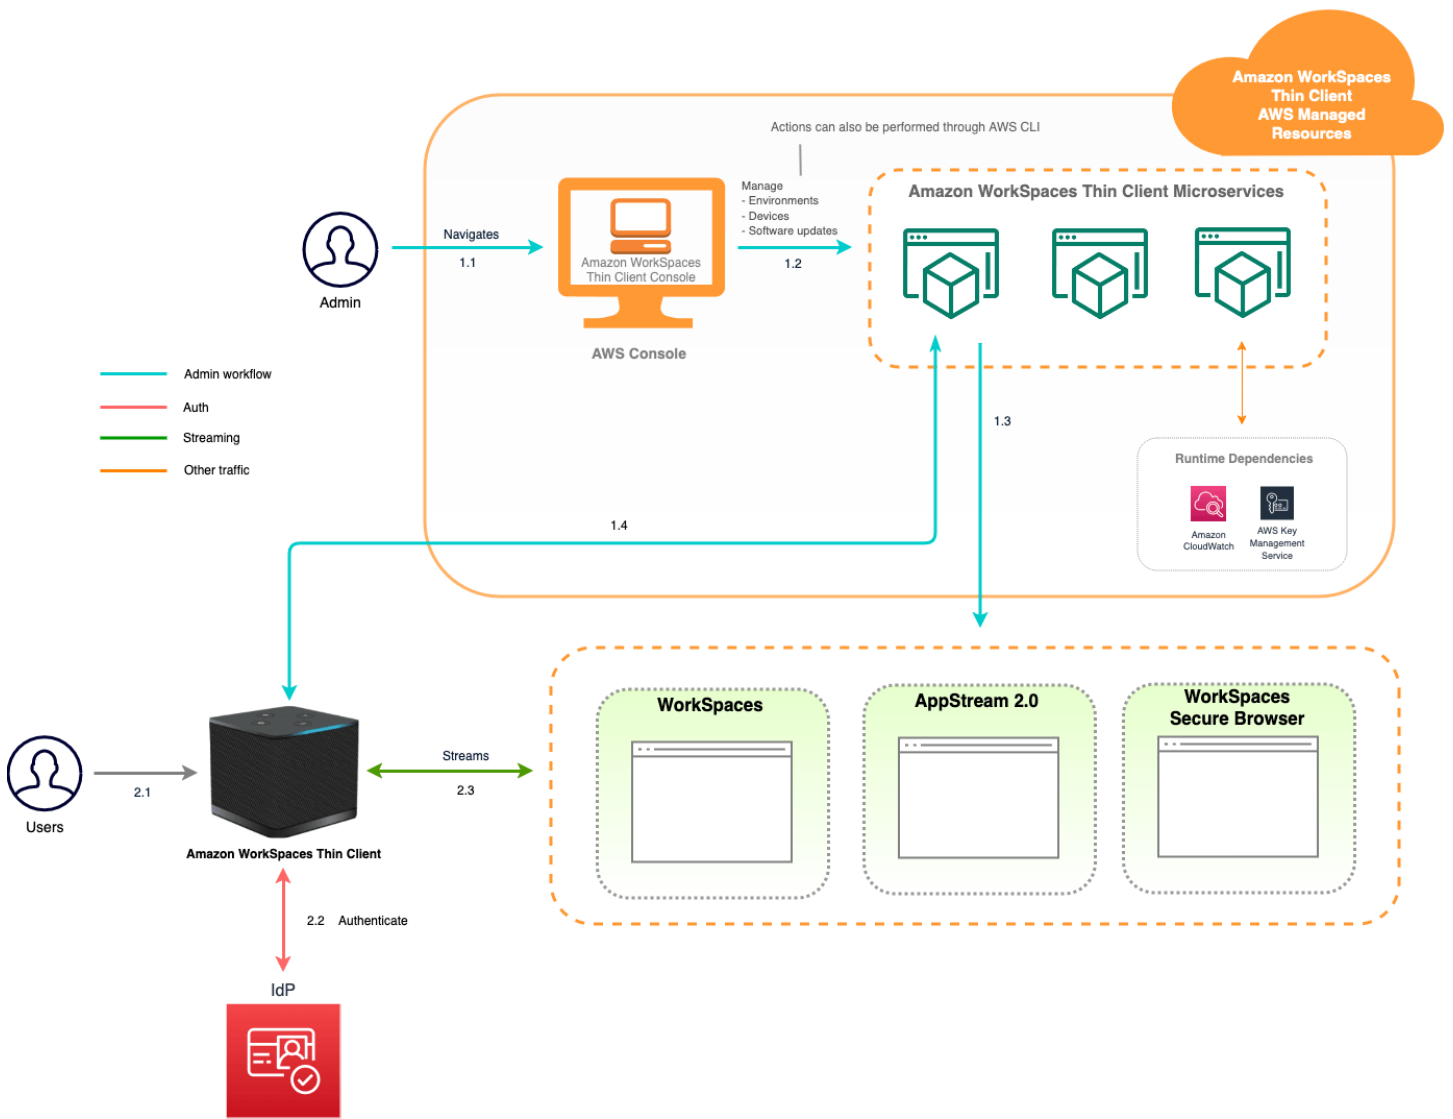 Amazon WorkSpaces
Thin Client
AWS Managed
Resources
Actions can also be performed through AWS CLI
Manage
- Environments
- Devices
- Software updates
Amazon WorkSpaces Thin Client Microservices
Navigates
1.1
1.2
Amazon WorkSpaces
Thin Client Console
Admin
AWS Console
Admin workflow
Auth
Streaming
Other traffic
1.3
Runtime Dependencies
Amazon
CloudWatch
AWS Key
Management
Service
1.4
WorkSpaces
AppStream 2.0
WorkSpaces
Secure Browser
Streams
2.3
2.1
Users
Amazon WorkSpaces Thin Client
2.2 Authenticate
IdP